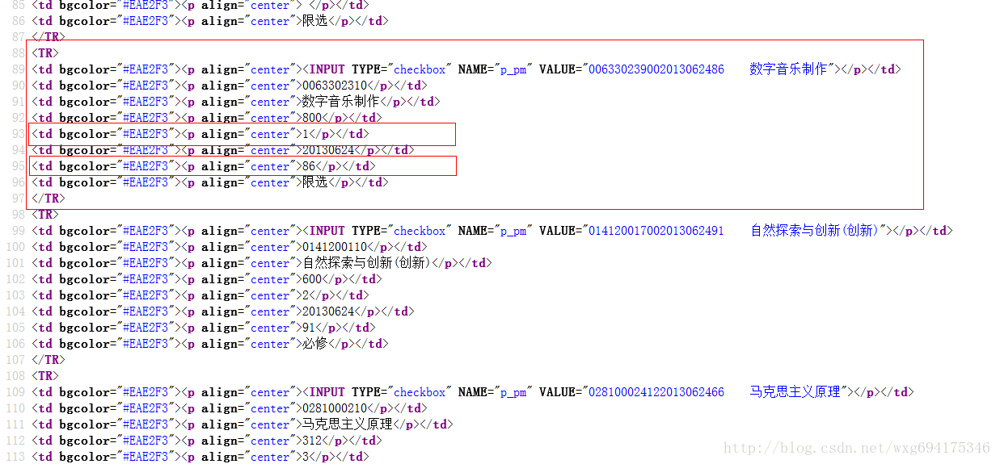 85 <td bgcolor="#EAE2F3"><p align="center"> </p></td>
86 <td bgcolor="#EAE2F3"><p align="center">限选</p></td>
87 </TR>
88 <TR>
89 <td bgcolor="#EAE2F3"><p align="center"><INPUT TYPE="checkbox" NAME="p_pm" VALUE="006330239002013062486    数字音乐制作"></p></td>
90 <td bgcolor="#EAE2F3"><p align="center">0063302310</p></td>
91 <td bgcolor="#EAE2F3"><p align="center">数字音乐制作</p></td>
92 <td bgcolor="#EAE2F3"><p align="center">800</p></td>
93 <td bgcolor="#EAE2F3"><p align="center">1</p></td>
94 <td bgcolor="#EAE2F3"><p align="center">20130624</p></td>
95 <td bgcolor="#EAE2F3"><p align="center">86</p></td>
96 <td bgcolor="#EAE2F3"><p align="center">限选</p></td>
97 </TR>
98 <TR>
99 <td bgcolor="#EAE2F3"><p align="center"><INPUT TYPE="checkbox" NAME="p_pm" VALUE="014120017002013062491    自然探索与创新(创新)"></p></td>
100 <td bgcolor="#EAE2F3"><p align="center">0141200110</p></td>
101 <td bgcolor="#EAE2F3"><p align="center">自然探索与创新(创新)</p></td>
102 <td bgcolor="#EAE2F3"><p align="center">600</p></td>
103 <td bgcolor="#EAE2F3"><p align="center">2</p></td>
104 <td bgcolor="#EAE2F3"><p align="center">20130624</p></td>
105 <td bgcolor="#EAE2F3"><p align="center">91</p></td>
106 <td bgcolor="#EAE2F3"><p align="center">必修</p></td>
107 </TR>
108 <TR>
109 <td bgcolor="#EAE2F3"><p align="center"><INPUT TYPE="checkbox" NAME="p_pm" VALUE="028100024122013062466    马克思主义原理"></p></td>
110 <td bgcolor="#EAE2F3"><p align="center">0281000210</p></td>
111 <td bgcolor="#EAE2F3"><p align="center">马克思主义原理</p></td>
112 <td bgcolor="#EAE2F3"><p align="center">312</p></td>
113 <td bgcolor="#EAE2F3"><p align="center">3</p></td>
http://blog.csdn.net/wxg694175346